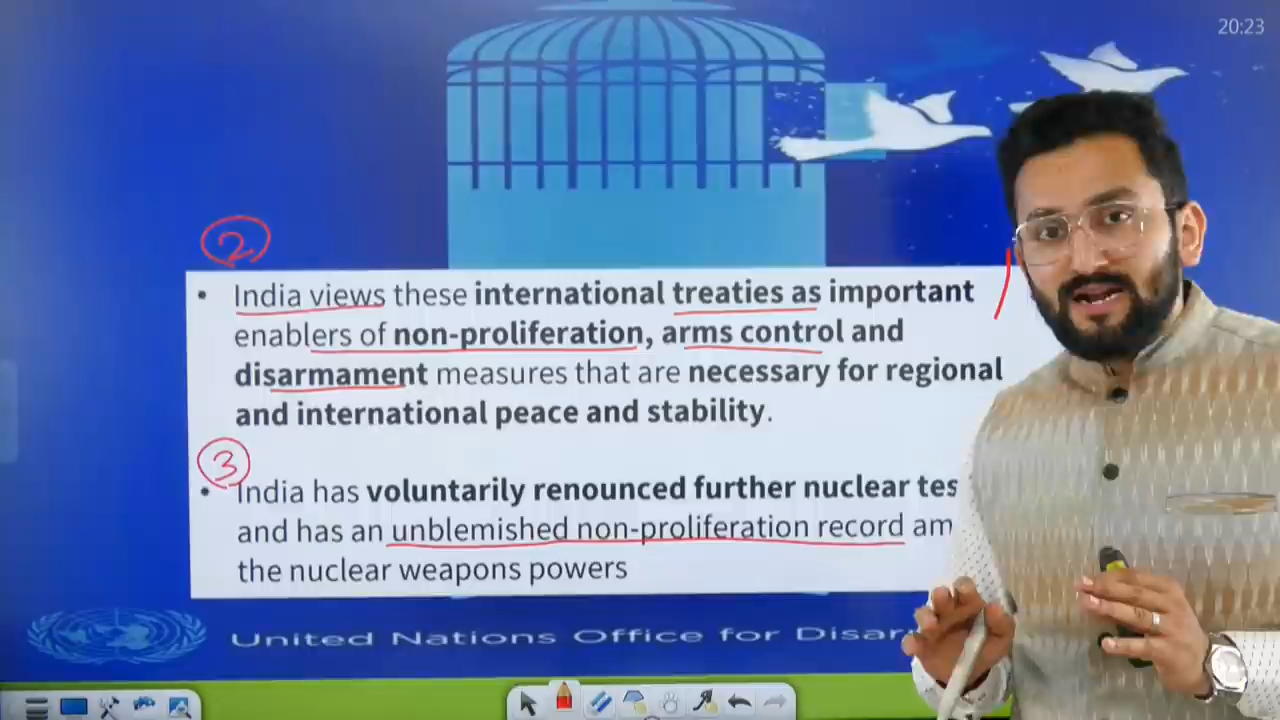 20:23
2
• India views these international treaties as important
enablers of non-proliferation, arms control and
disarmament measures that are necessary for regional
and international peace and stability.
3
• India has voluntarily renounced further nuclear tes
and has an unblemished non-proliferation record am
the nuclear weapons powers
United Nations Office for Disar